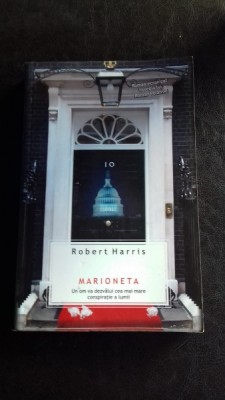 10
Robert Harris
MARIONETA
Un om va dezvălui cea mai mare
conspirație a lumii